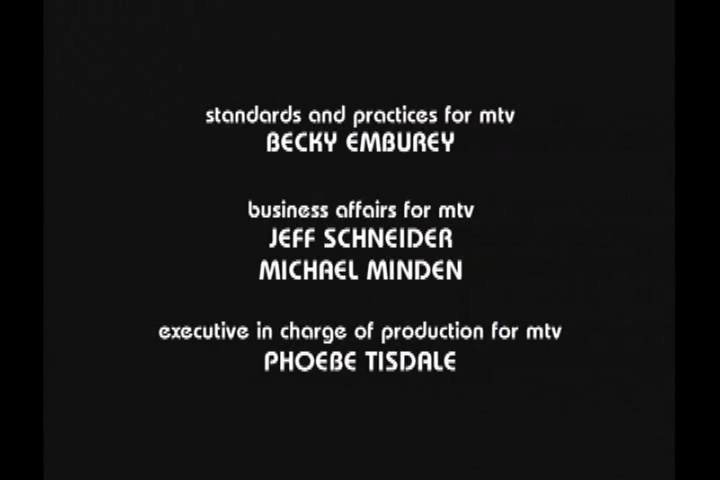 standards and practices for mtv
BECKY EMBUREY
business affairs for mtv
JEFF SCHNEIDER
MICHAEL MINDEN
executive in charge of production for mtv
PHOEBE TISDALE